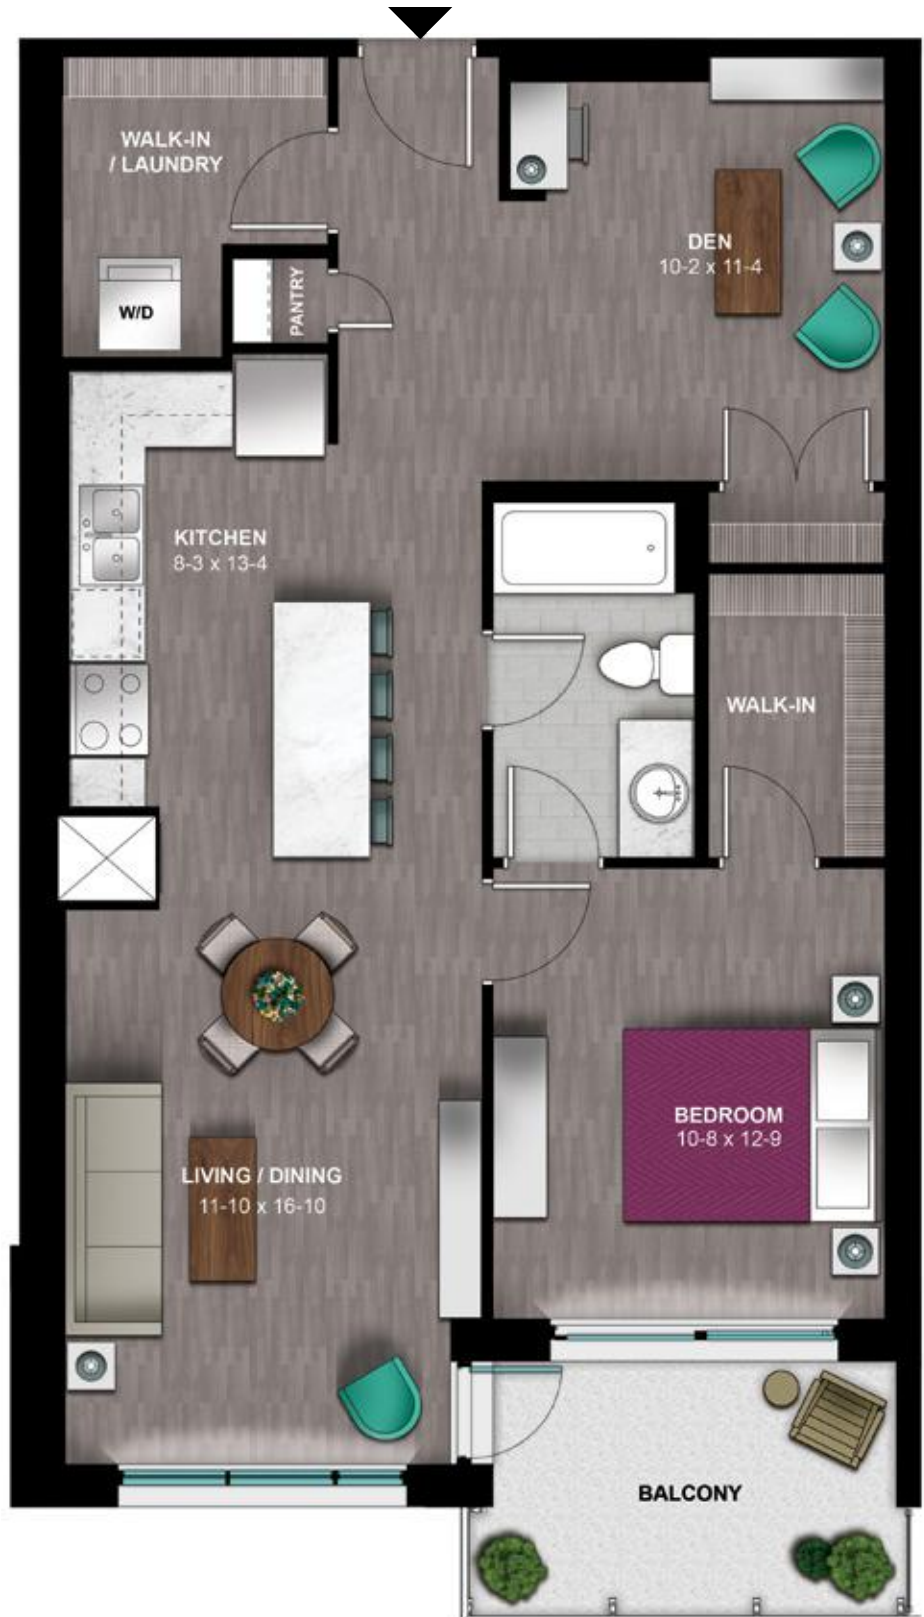 WALK-IN
/ LAUNDRY
DEN
10-2 x 11-4
W/D
PANTRY
KITCHEN
8-3 x 13-4
WALK-IN
BEDROOM
10-8 x 12-9
LIVING / DINING
11-10 x 16-10
BALCONY